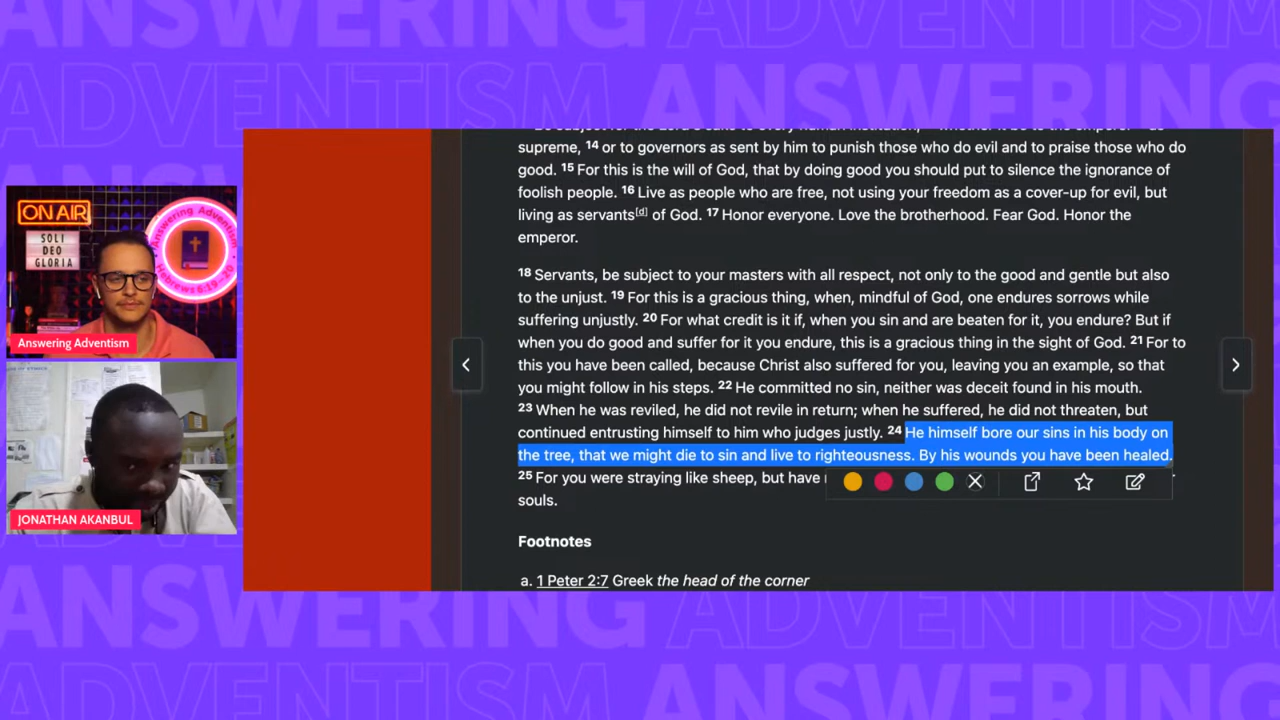 ANSWERING ADVENTISM
ADVENTISM ANSWERING
supreme, 14 or to governors as sent by him to punish those who do evil and to praise those who do
good. 15 For this is the will of God, that by doing good you should put to silence the ignorance of
foolish people. 16 Live as people who are free, not using your freedom as a cover-up for evil, but
living as servants[d] of God. 17 Honor everyone. Love the brotherhood. Fear God. Honor the
emperor.
18 Servants, be subject to your masters with all respect, not only to the good and gentle but also
to the unjust. 19 For this is a gracious thing, when, mindful of God, one endures sorrows while
suffering unjustly. 20 For what credit is it if, when you sin and are beaten for it, you endure? But if
when you do good and suffer for it you endure, this is a gracious thing in the sight of God. 21 For to
this you have been called, because Christ also suffered for you, leaving you an example, so that
you might follow in his steps. 22 He committed no sin, neither was deceit found in his mouth.
23 When he was reviled, he did not revile in return; when he suffered, he did not threaten, but
continued entrusting himself to him who judges justly. 24 He himself bore our sins in his body on
the tree, that we might die to sin and live to righteousness. By his wounds you have been healed.
25 For you were straying like sheep, but have
souls.
Footnotes
a. 1 Peter 2:7 Greek the head of the corner
ON AIR
SOLI
DEO
GLORIA
Answering Adventism
Hebrews 6:19-20
Answering Adventism
JONATHAN AKANBUL
ANSWERING ADVENTISM
ADVENTISM ANSWERING